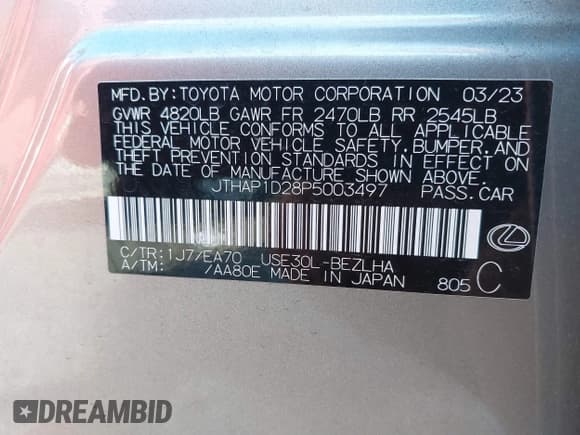 MFD.BY:TOYOTA MOTOR CORPORATION 03/23
GVWR 4820LB GAWR FR 2470LB RR 2545LB
THIS VEHICLE CONFORMS TO ALL APPLICABLE
FEDERAL MOTOR VEHICLE SAFETY,BUMPER,AND
THEFT PREVENTION STANDARDS IN EFFECT ON
THE DATE OF MANUFACTURE SHOWN ABOVE.
JTHAP1D28P5003497 PASS.CAR
C/TR:1J7/EA70 USE30L-BEZLHA
A/TM: /AA80E MADE IN JAPAN 805 C
DREAMBID